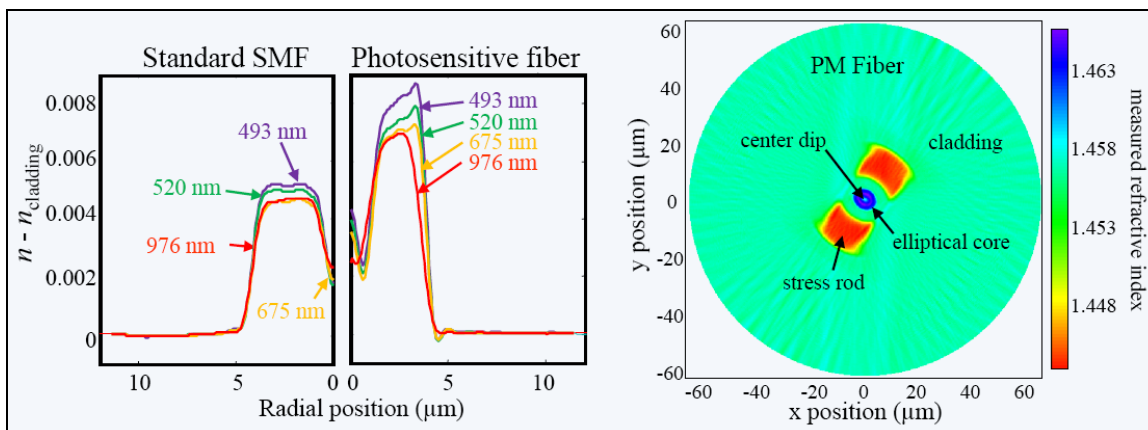 Standard SMF
Photosensitive fiber
n - n cladding
0.008
0.006
0.004
0.002
0
493 nm
520 nm
976 nm
675 nm
493 nm
520 nm
675 nm
976 nm
10
5
0
5
10
Radial position (µm)
PM Fiber
center dip
cladding
elliptical core
stress rod
y position (µm)
60
40
20
0
-20
-40
-60
-60
-40
-20
0
20
40
60
x position (µm)
1.463
1.458
1.453
1.448
measured refractive index